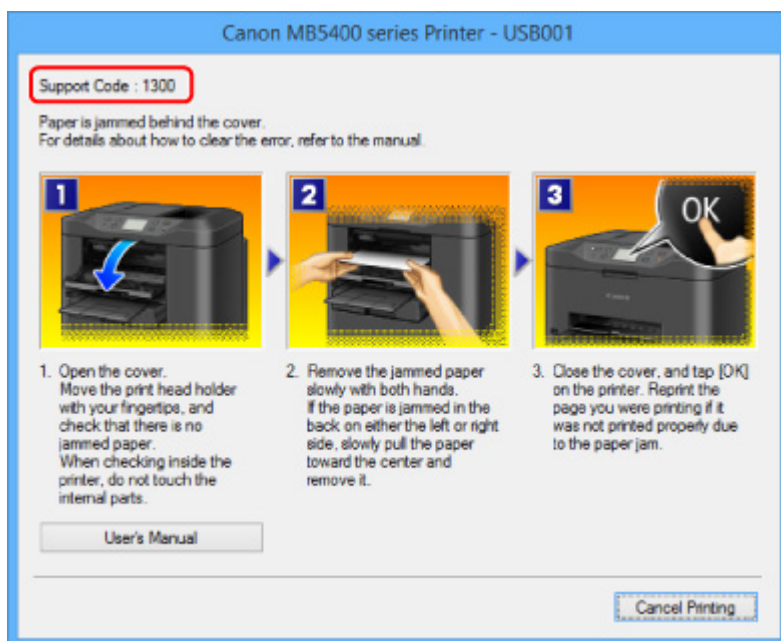 Canon MB5400 series Printer - USB001
Support Code : 1300
Paper is jammed behind the cover.
For details about how to clear the error, refer to the manual.
1
2
3
OK
1. Open the cover.
Move the print head holder
with your fingertips, and
check that there is no
jammed paper.
When checking inside the
printer, do not touch the
internal parts.
2. Remove the jammed paper
slowly with both hands.
If the paper is jammed in the
back on either the left or right
side, slowly pull the paper
toward the center and
remove it.
3. Close the cover, and tap [OK]
on the printer. Reprint the
page you were printing if it
was not printed properly due
to the paper jam.
User's Manual
Cancel Printing